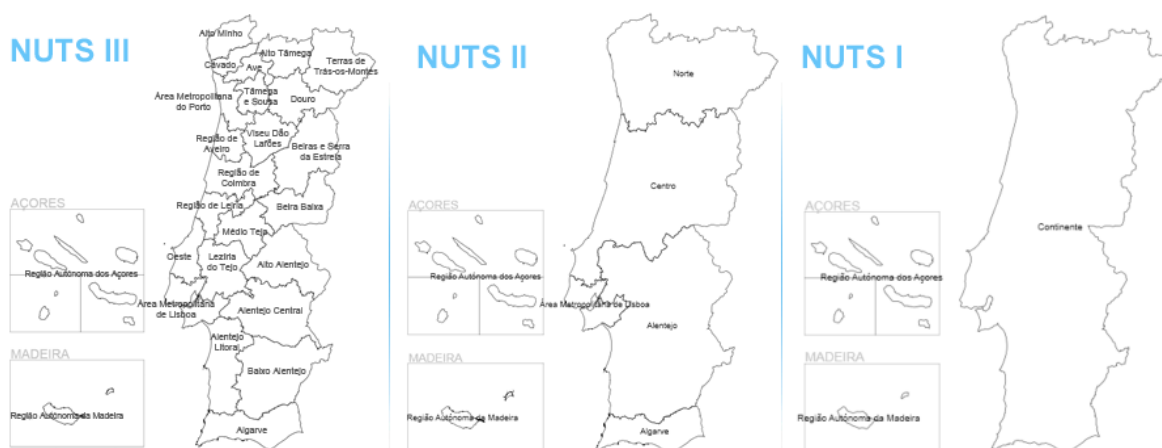 NUTS III
Alto Minho
Alto Tâmega
Cávado
Ave
Terras de
Trás-os-Montes
Área Metropolitana
do Porto
Tâmega
e Sousa
Douro
Região de
Aveiro
Viseu Dão
Lafões
Beiras e Serra
da Estrela
Região de
Coimbra
Região de Leiria
Beira Baixa
Médio Tejo
Oeste
Lezíria
do Tejo
Alto Alentejo
Área Metropolitana
de Lisboa
Alentejo Central
Alentejo
Litoral
Baixo Alentejo
Algarve
AÇORES
Região Autónoma dos Açores
MADEIRA
Região Autónoma da Madeira
NUTS II
Norte
Centro
Área Metropolitana de Lisboa
Alentejo
Algarve
AÇORES
Região Autónoma dos Açores
MADEIRA
Região Autónoma da Madeira
NUTS I
Continente
AÇORES
Região Autónoma dos Açores
MADEIRA
Região Autónoma da Madeira